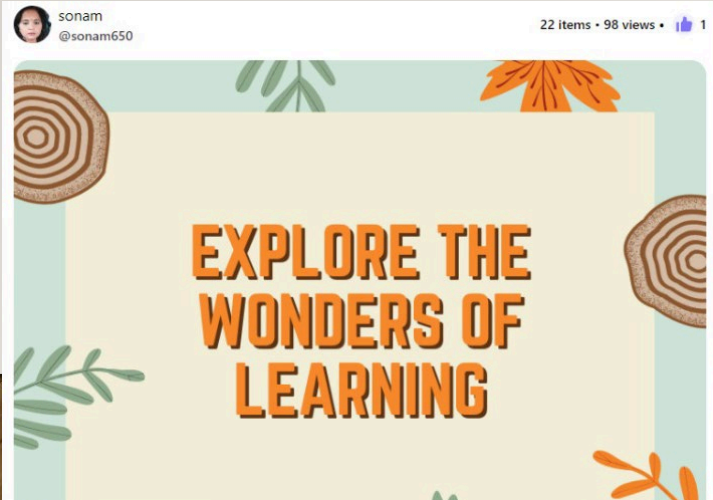 sonam
@sonam650
22 items • 98 views • 1
EXPLORE THE
WONDERS OF
LEARNING